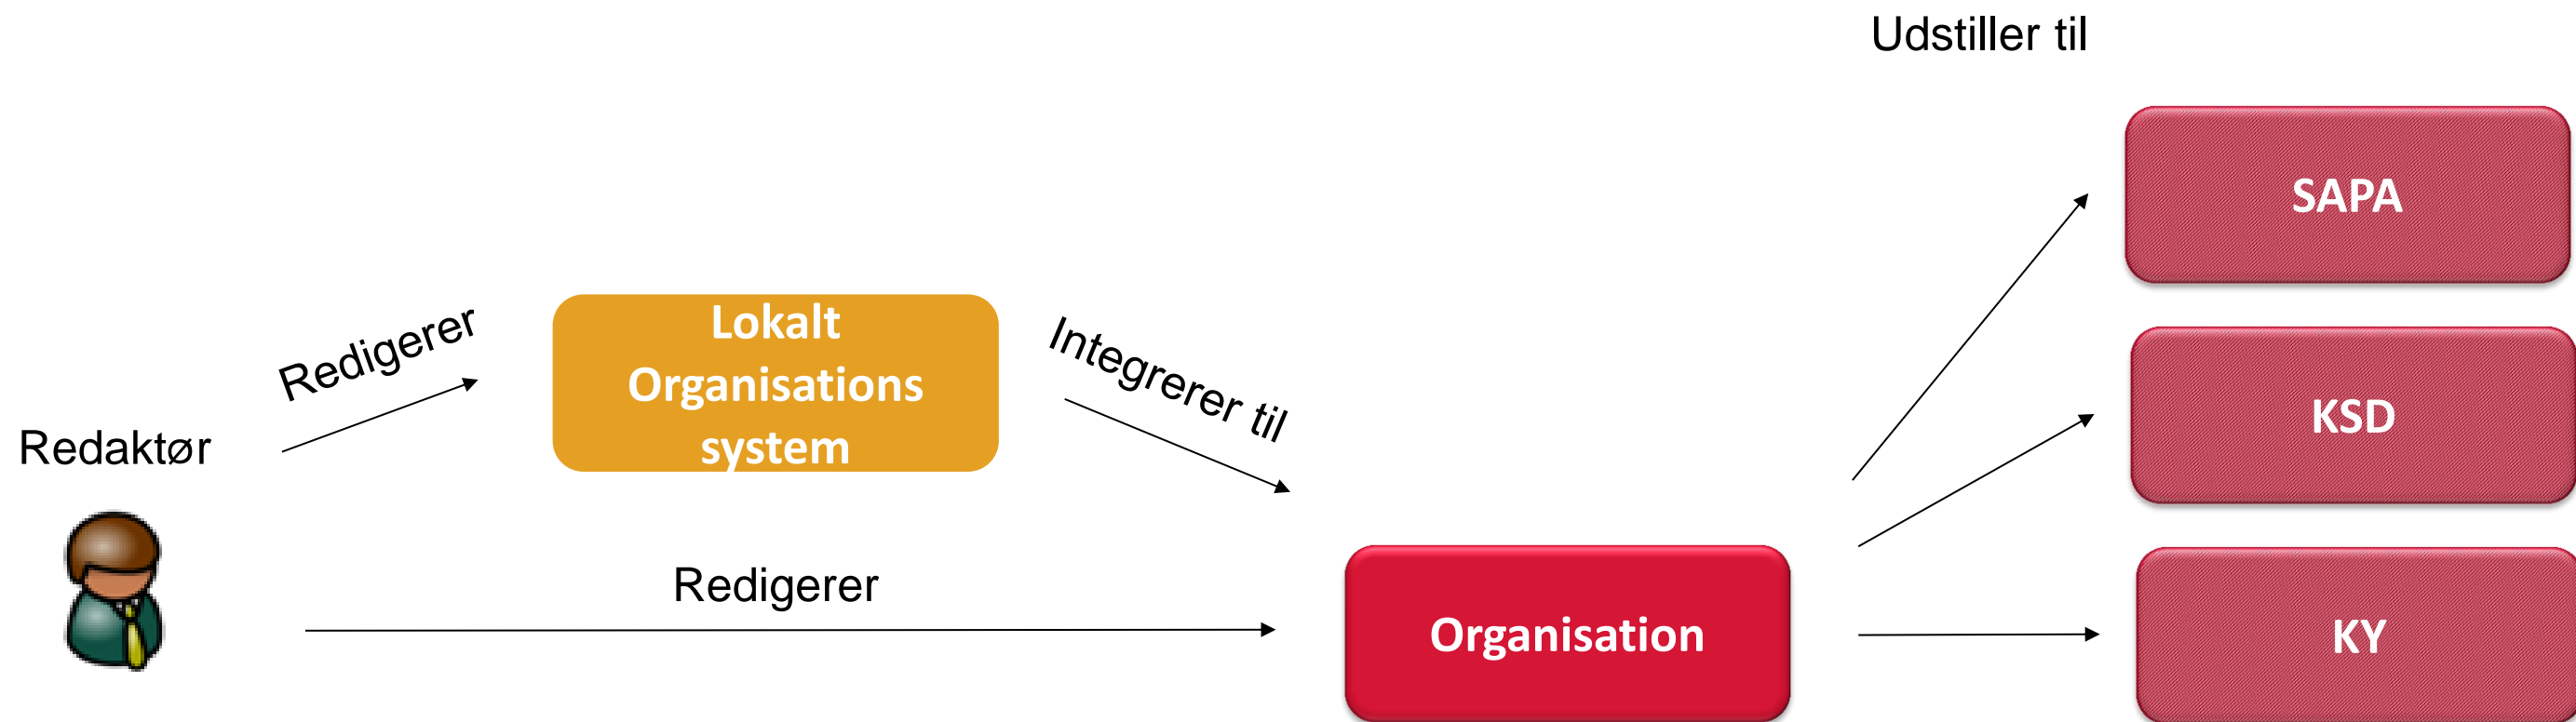 Udstiller til
SAPA
Redigerer
Lokalt
Organisations
system
Integrerer til
KSD
Redaktør
Redigerer
Organisation
KY